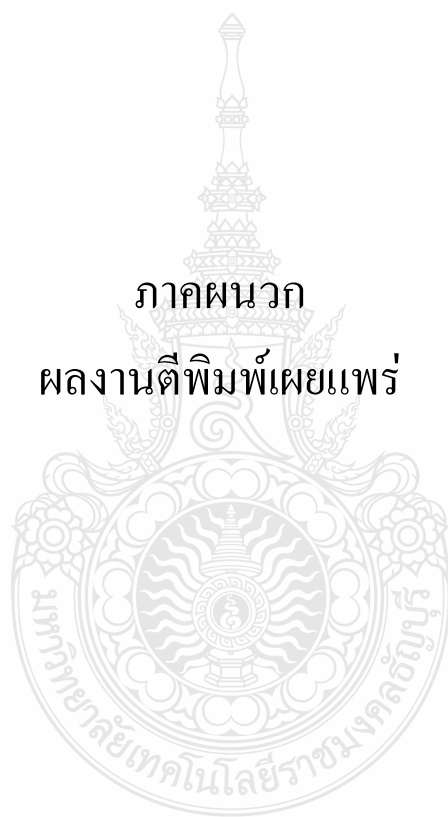 ภาคผนวก
ผลงานตีพิมพ์เผยแพร่
มหาวิทยาลัยเทคโนโลยีราชมงคลธัญบุรี